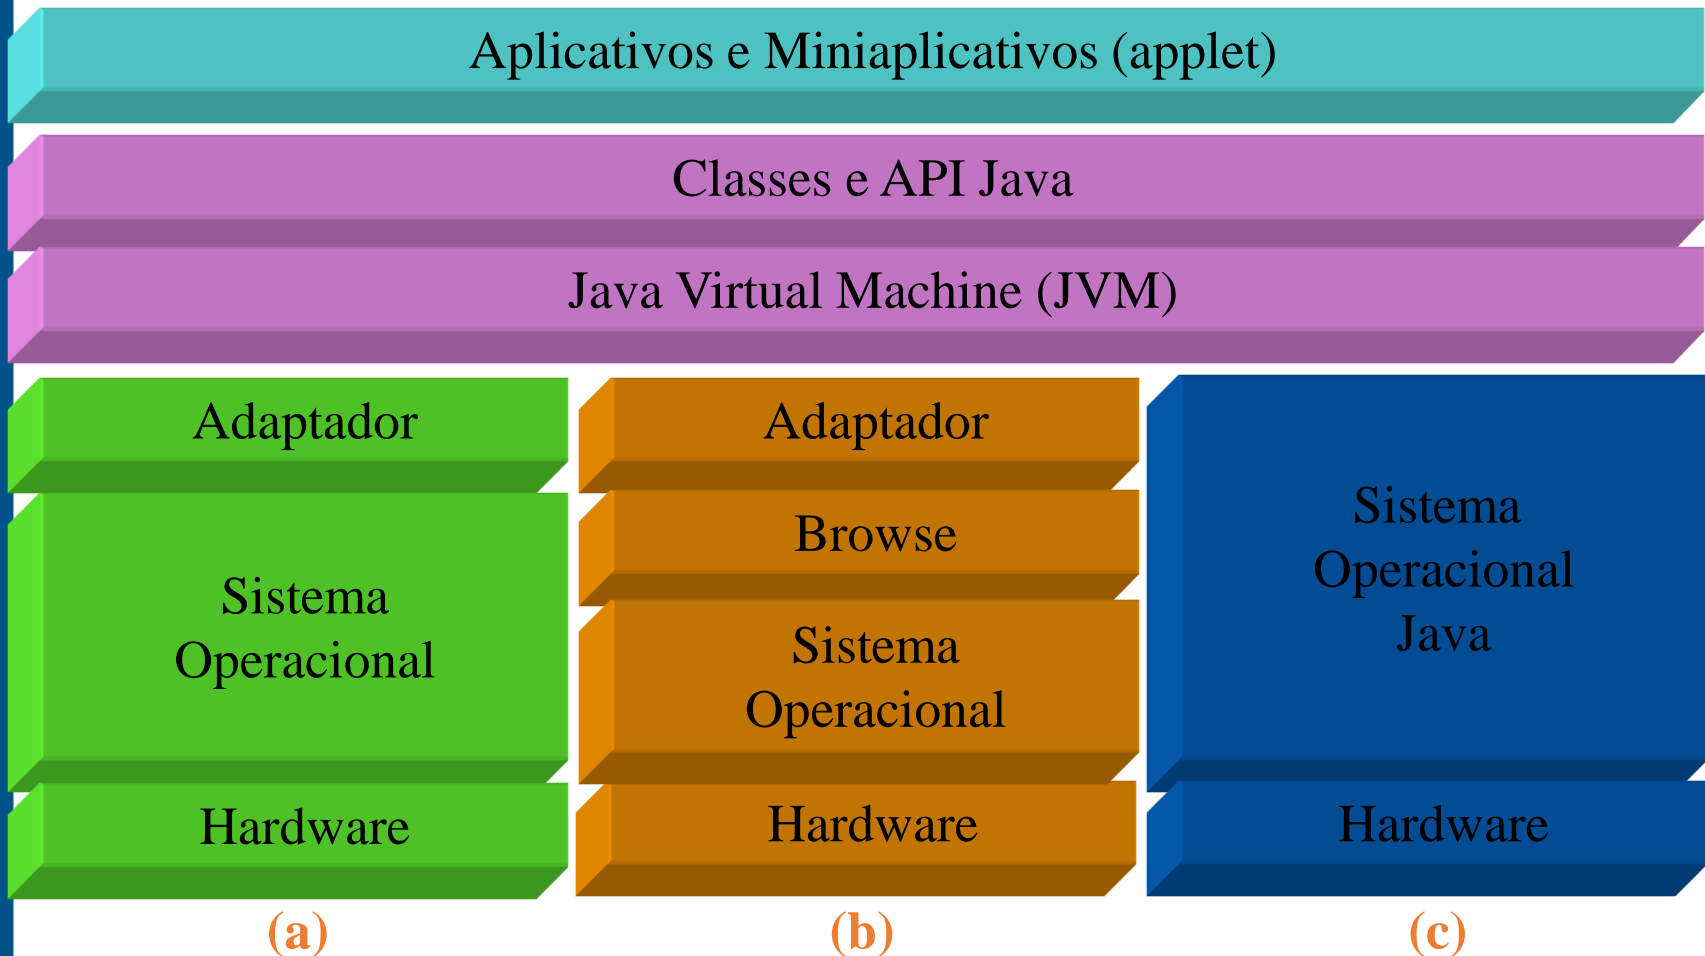 Aplicativos e Miniaplicativos (applet)
Classes e API Java
Java Virtual Machine (JVM)
Adaptador
Sistema
Operacional
Hardware
(a)
Adaptador
Browse
Sistema
Operacional
Hardware
(b)
Sistema
Operacional
Java
Hardware
(c)